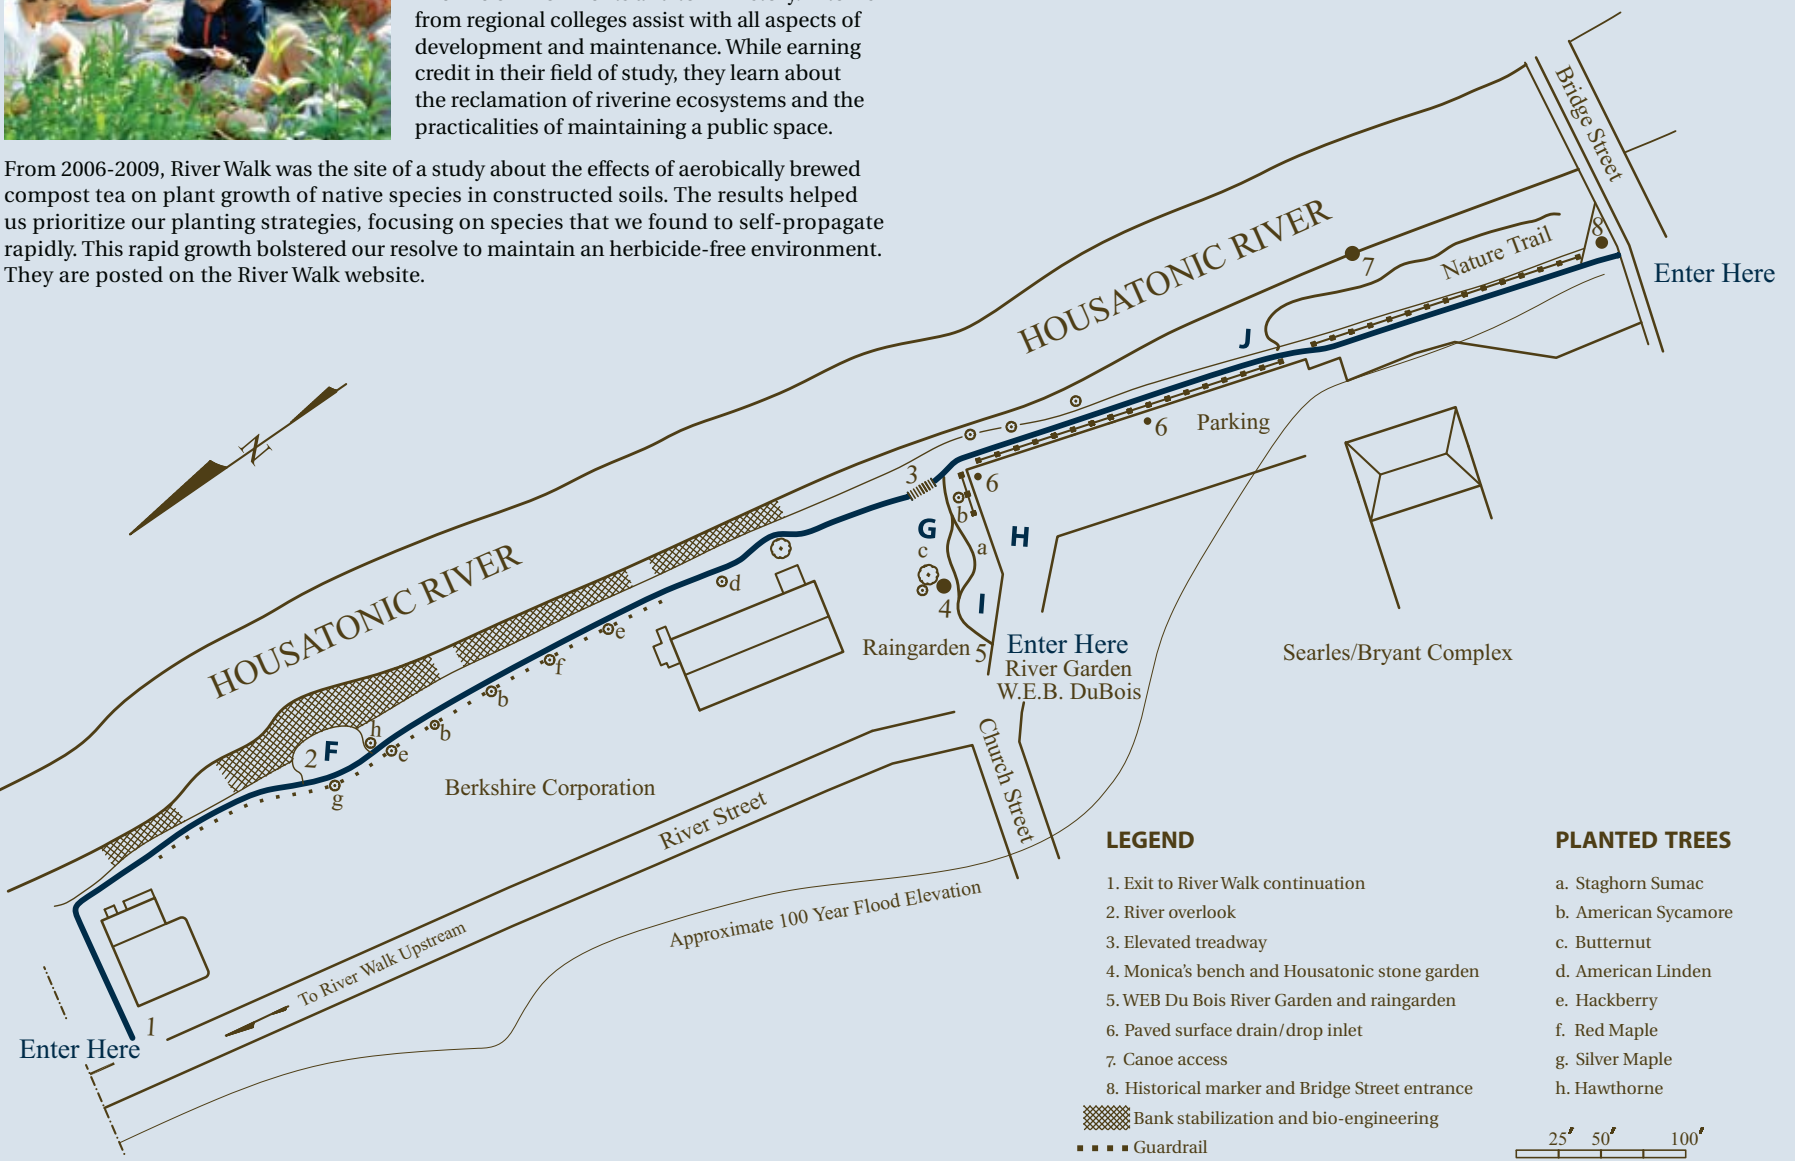 from regional colleges assist with all aspects of
development and maintenance. While earning
credit in their field of study, they learn about
the reclamation of riverine ecosystems and the
practicalities of maintaining a public space.
From 2006-2009, River Walk was the site of a study about the effects of aerobically brewed
compost tea on plant growth of native species in constructed soils. The results helped
us prioritize our planting strategies, focusing on species that we found to self-propagate
rapidly. This rapid growth bolstered our resolve to maintain an herbicide-free environment.
They are posted on the River Walk website.
Bridge Street
HOUSATONIC RIVER
7
8
Nature Trail
Enter Here
J
N
6
Parking
3
6
b
G
c
a
H
4
I
HOUSATONIC RIVER
d
e
f
b
b
h
e
2
F
g
Raingarden
5
Enter Here
River Garden
W.E.B. DuBois
Searles/Bryant Complex
Berkshire Corporation
River Street
Church Street
Approximate 100 Year Flood Elevation
To River Walk Upstream
1
Enter Here
LEGEND
1. Exit to River Walk continuation
2. River overlook
3. Elevated treadway
4. Monica's bench and Housatonic stone garden
5. WEB Du Bois River Garden and raingarden
6. Paved surface drain/drop inlet
7. Canoe access
8. Historical marker and Bridge Street entrance
Bank stabilization and bio-engineering
Guardrail
PLANTED TREES
a. Staghorn Sumac
b. American Sycamore
c. Butternut
d. American Linden
e. Hackberry
f. Red Maple
g. Silver Maple
h. Hawthorne
25′ 50′ 100′